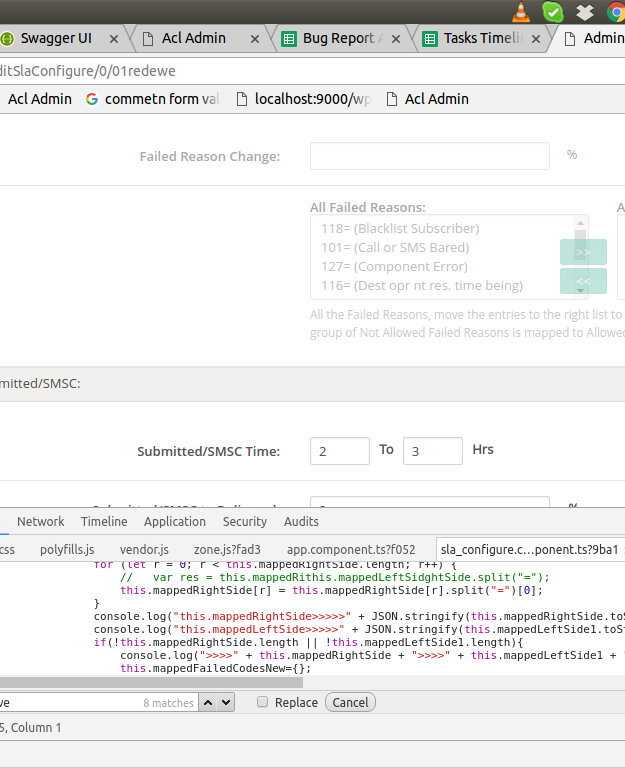 Swagger UI × Acl Admin × Bug Report A × Tasks Timeli × Admin
ditSlaConfigure/0/01redewe
Acl Admin commetn form val localhost:9000/wp Acl Admin
Failed Reason Change: %
All Failed Reasons: A
118= (Blacklist Subscriber)
101= (Call or SMS Bared)
>>
127= (Component Error)
<<
116= (Dest opr nt res. time being)
All the Failed Reasons, move the entries to the right list to
group of Not Allowed Failed Reasons is mapped to Allowed
mitted/SMSC:
Submitted/SMSC Time: 2 To 3 Hrs
Network Timeline Application Security Audits
css polyfills.js vendor.js zone.js?fad3 app.component.ts?f052 sla_configure.c…ponent.ts?9ba1
for (let r = 0; r < this.mappedRightSide.length; r++) {
// var res = this.mappedRithis.mappedLeftSidghtSide.split("=");
this.mappedRightSide[r] = this.mappedRightSide[r].split("=")[0];
}
console.log("this.mappedRightSide>>>>>" + JSON.stringify(this.mappedRightSide.toS
console.log("this.mappedLeftSide>>>>>" + JSON.stringify(this.mappedLeftSide1.toSt
if(!this.mappedRightSide.length || !this.mappedLeftSide1.length){
console.log(">>>>" + this.mappedRightSide + ">>>>" + this.mappedLeftSide1 + "
this.mappedFailedCodesNew={};
ve 8 matches Replace Cancel
5, Column 1